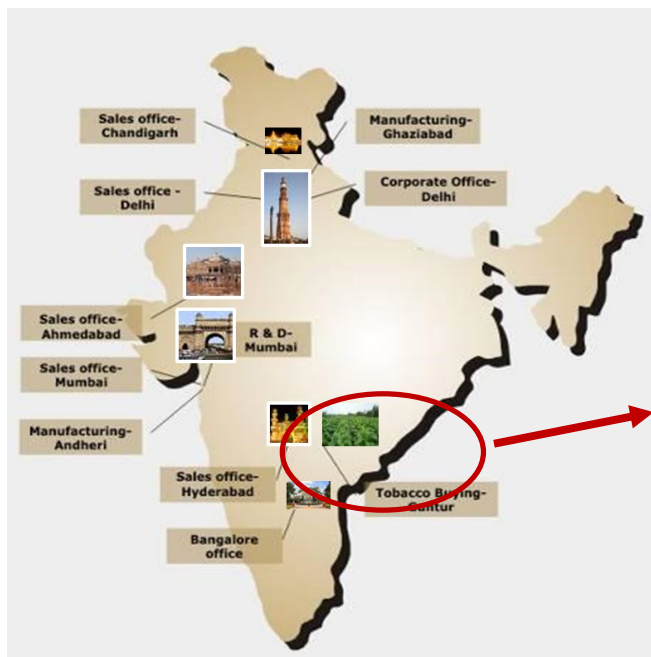 Sales office-
Chandigarh
Manufacturing-
Ghaziabad
Sales office -
Delhi
Corporate Office-
Delhi
Sales office-
Ahmedabad
R & D-
Mumbai
Sales office-
Mumbai
Manufacturing-
Andheri
Sales office-
Hyderabad
Tobacco Buying-
Guntur
Bangalore
office